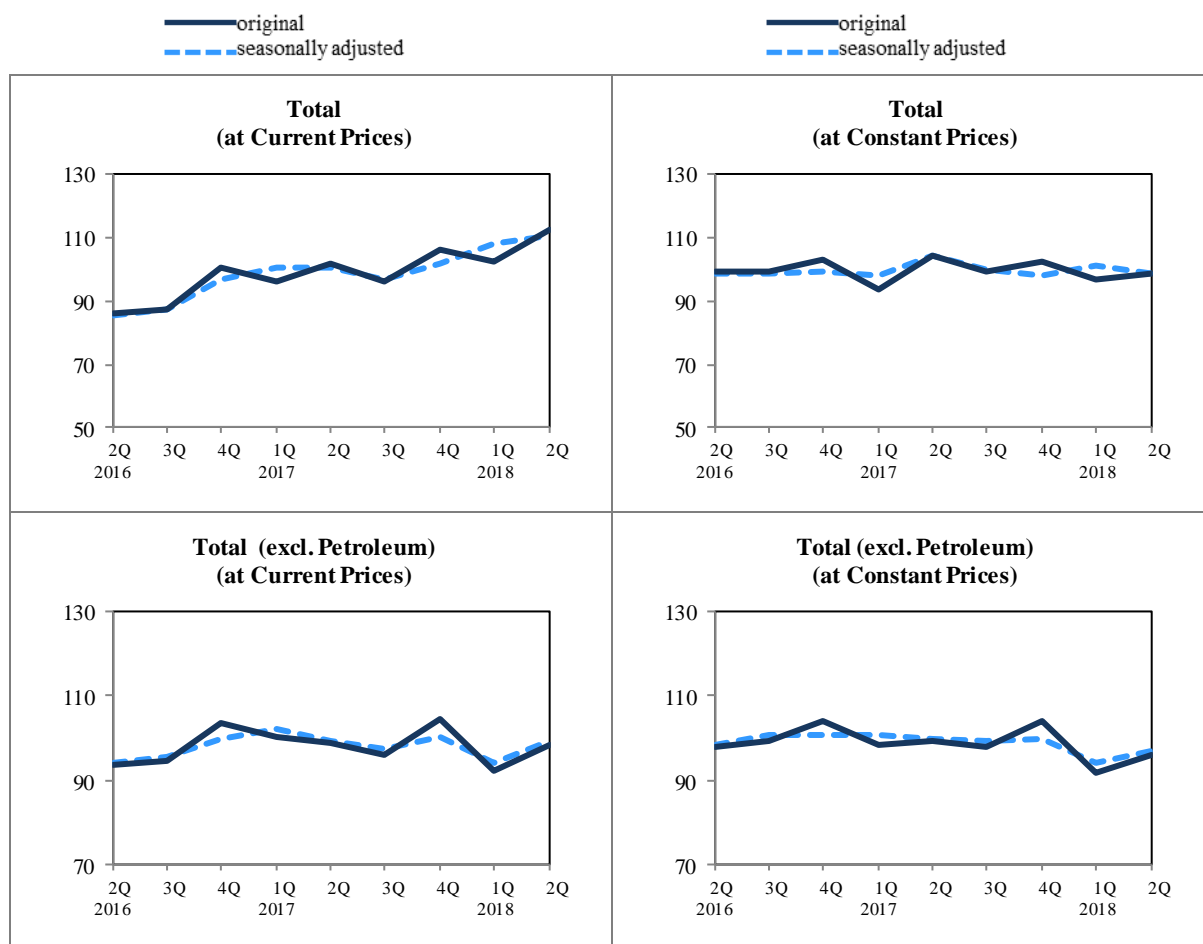 original
seasonally adjusted
original
seasonally adjusted
Total
(at Current Prices)
130
110
90
70
50
2Q 3Q 4Q 1Q 2Q 3Q 4Q 1Q 2Q
2016 2017 2018
Total
(at Constant Prices)
130
110
90
70
50
2Q 3Q 4Q 1Q 2Q 3Q 4Q 1Q 2Q
2016 2017 2018
Total (excl. Petroleum)
(at Current Prices)
130
110
90
70
2Q 3Q 4Q 1Q 2Q 3Q 4Q 1Q 2Q
2016 2017 2018
Total (excl. Petroleum)
(at Constant Prices)
130
110
90
70
2Q 3Q 4Q 1Q 2Q 3Q 4Q 1Q 2Q
2016 2017 2018